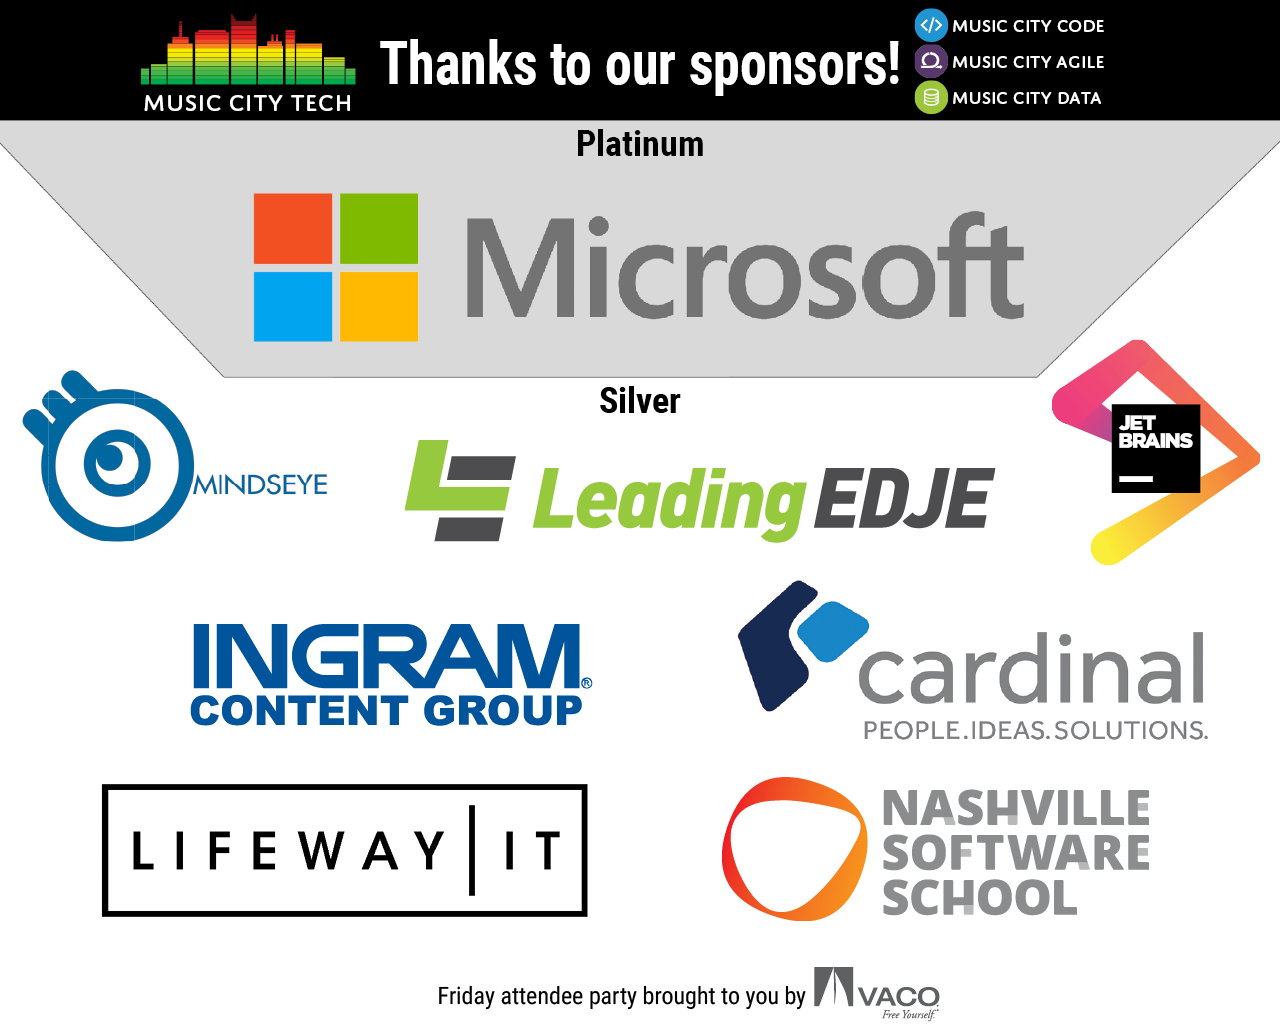 MUSIC CITY TECH
Thanks to our sponsors!
MUSIC CITY CODE
MUSIC CITY AGILE
MUSIC CITY DATA
Platinum
Microsoft
Silver
MINDSEYE
Leading EDJE
JET
BRAINS
INGRAM®
CONTENT GROUP
cardinal
PEOPLE.IDEAS.SOLUTIONS.
LIFEWAY|IT
NASHVILLE
SOFTWARE
SCHOOL
Friday attendee party brought to you by VACO
Free Yourself.